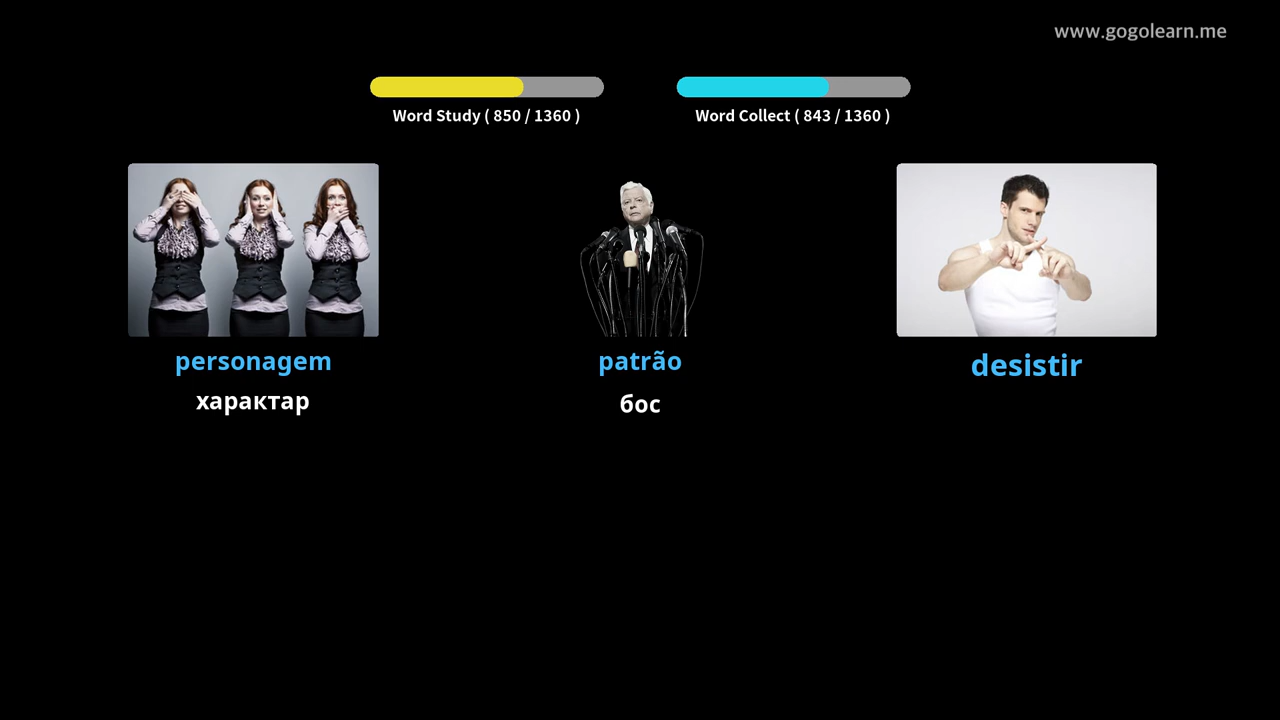 www.gogolearn.me
Word Study ( 850 / 1360 )
Word Collect ( 843 / 1360 )
personagem
patrão
desistir
характар
бос